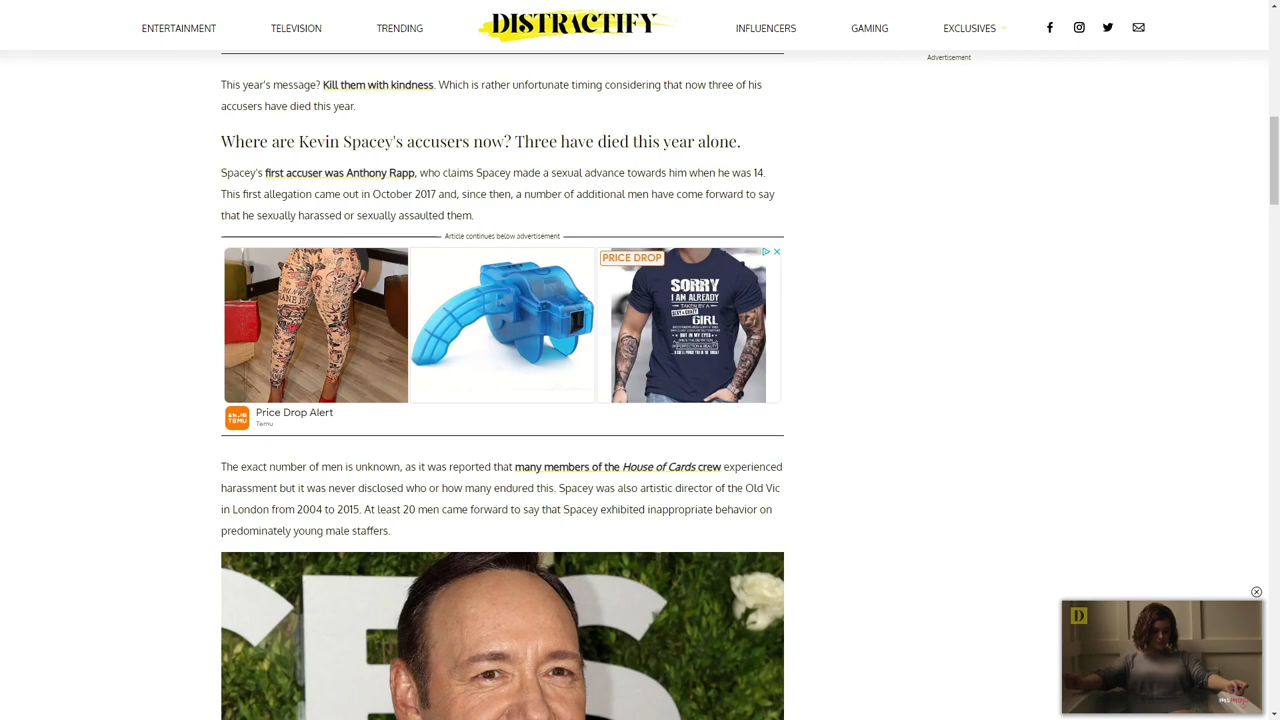 ENTERTAINMENT TELEVISION TRENDING DISTRACTIFY INFLUENCERS GAMING EXCLUSIVES
Advertisement
This year's message? Kill them with kindness. Which is rather unfortunate timing considering that now three of his
accusers have died this year.
Where are Kevin Spacey's accusers now? Three have died this year alone.
Spacey's first accuser was Anthony Rapp, who claims Spacey made a sexual advance towards him when he was 14.
This first allegation came out in October 2017 and, since then, a number of additional men have come forward to say
that he sexually harassed or sexually assaulted them.
Article continues below advertisement
PRICE DROP
SORRY
I AM ALREADY
TAKEN BY A
GIRL
TEMU
Price Drop Alert
Temu
The exact number of men is unknown, as it was reported that many members of the House of Cards crew experienced
harassment but it was never disclosed who or how many endured this. Spacey was also artistic director of the Old Vic
in London from 2004 to 2015. At least 20 men came forward to say that Spacey exhibited inappropriate behavior on
predominately young male staffers.
D